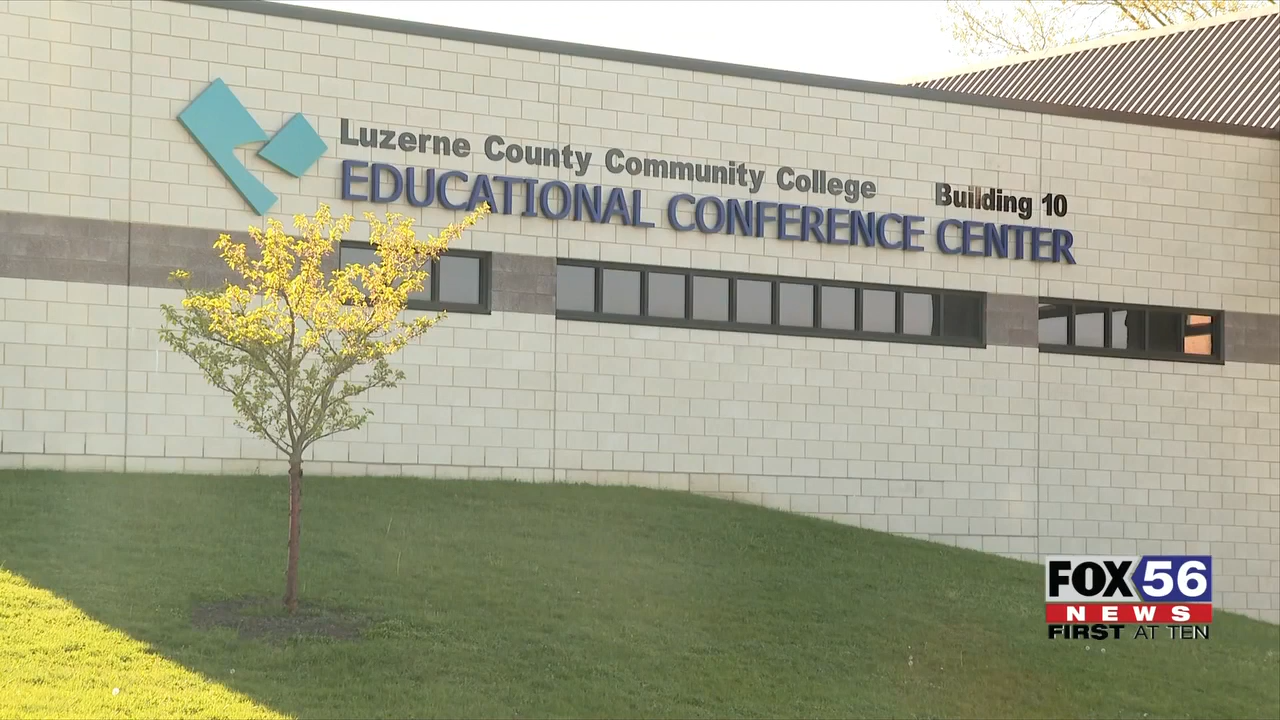 Luzerne County Community College Building 10
EDUCATIONAL CONFERENCE CENTER
FOX 56
NEWS
FIRST AT TEN